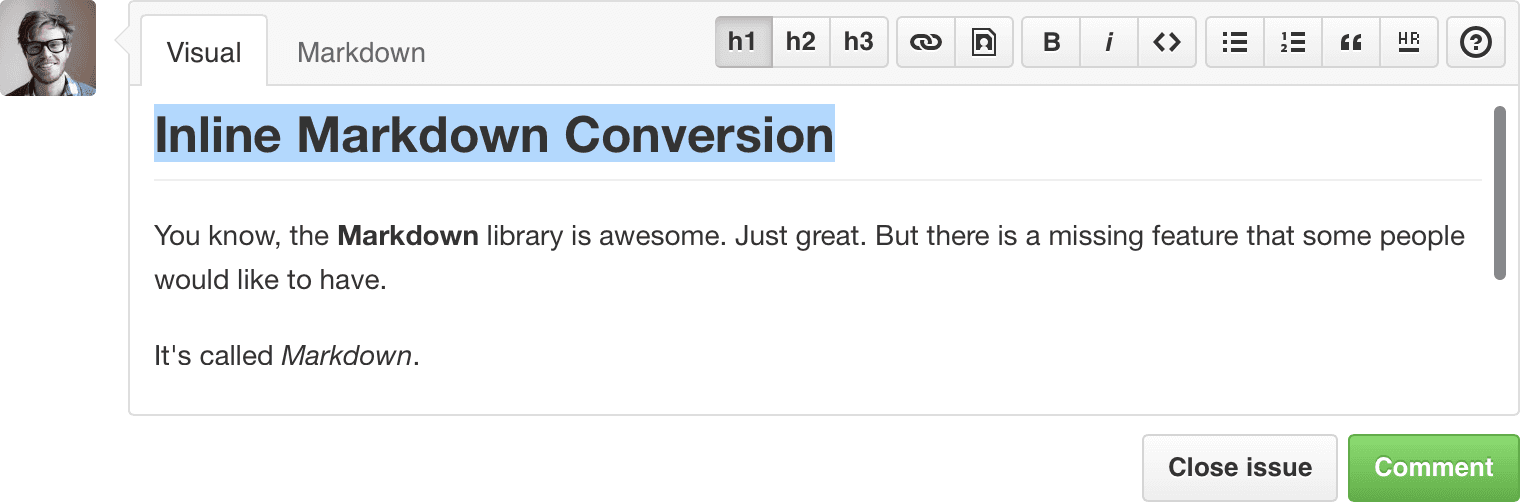 Visual Markdown h1 h2 h3 B i HR ?
Inline Markdown Conversion
You know, the Markdown library is awesome. Just great. But there is a missing feature that some people
would like to have.
It's called Markdown.
Close issue Comment